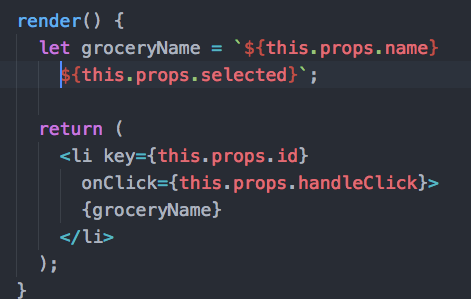 render() {
let groceryName = `${this.props.name}
${this.props.selected}`;
return (
<li key={this.props.id}
onClick={this.props.handleClick}>
{groceryName}
</li>
);
}